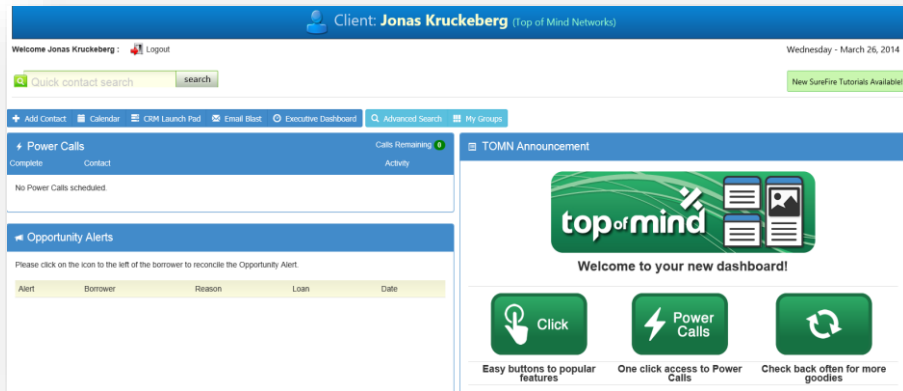 Client: Jonas Kruckeberg (Top of Mind Networks)
Welcome Jonas Kruckeberg : Logout
Wednesday - March 26, 2014
Quick contact search search
New SureFire Tutorials Available!
Add Contact Calendar CRM Launch Pad Email Blast Executive Dashboard Advanced Search My Groups
Power Calls Calls Remaining 0
Complete Contact Activity
No Power Calls scheduled.
Opportunity Alerts
Please click on the icon to the left of the borrower to reconcile the Opportunity Alert.
Alert Borrower Reason Loan Date
TOMN Announcement
top of mind
Welcome to your new dashboard!
Click
Easy buttons to popular
features
Power
Calls
One click access to Power
Calls
Check back often for more
goodies